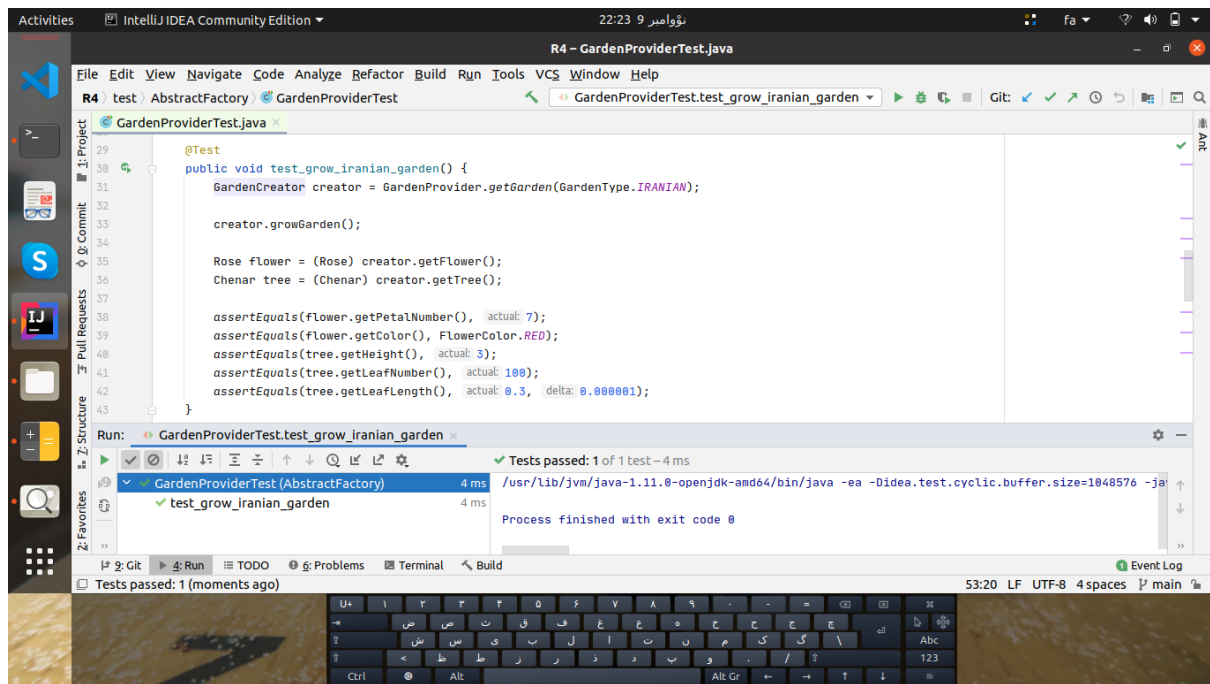 Activities IntelliJ IDEA Community Edition 22:23 9 نۆوامبر fa
R4 – GardenProviderTest.java
File Edit View Navigate Code Analyze Refactor Build Run Tools VCS Window Help
R4 test AbstractFactory GardenProviderTest GardenProviderTest.test_grow_iranian_garden Git:
GardenProviderTest.java
29 @Test
30 public void test_grow_iranian_garden() {
31 GardenCreator creator = GardenProvider.getGarden(GardenType.IRANIAN);
32
33 creator.growGarden();
34
35 Rose flower = (Rose) creator.getFlower();
36 Chenar tree = (Chenar) creator.getTree();
37
38 assertEquals(flower.getPetalNumber(), actual: 7);
39 assertEquals(flower.getColor(), FlowerColor.RED);
40 assertEquals(tree.getHeight(), actual: 3);
41 assertEquals(tree.getLeafNumber(), actual: 100);
42 assertEquals(tree.getLeafLength(), actual: 0.3, delta: 0.000001);
43 }
1: Project
0: Commit
Pull Requests
Z: Structure
2: Favorites
Ant
Run: GardenProviderTest.test_grow_iranian_garden
Tests passed: 1 of 1 test – 4 ms
GardenProviderTest (AbstractFactory) 4 ms
test_grow_iranian_garden 4 ms
/usr/lib/jvm/java-1.11.0-openjdk-amd64/bin/java -ea -Didea.test.cyclic.buffer.size=1048576 -ja
Process finished with exit code 0
9: Git 4: Run TODO 6: Problems Terminal Build 1 Event Log
Tests passed: 1 (moments ago) 53:20 LF UTF-8 4 spaces main
U+ \ ۲ ۳ ۴ ۵ ۶ ۷ ۸ ۹ · - =
ض ص ث ق ف غ ع ه خ ح ج چ
ش س ی ب ل ا ت ن م ک گ \ Abc
< ظ ط ز ر ذ د پ و . / 123
Ctrl Alt Alt Gr ← → ↑ ↓